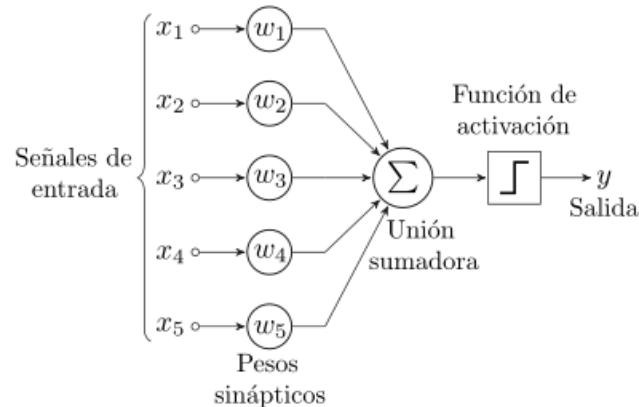 x₁ w₁
x₂ w₂
Función de
activación
Señales de
entrada
x₃ w₃
Σ
y
Salida
Unión
sumadora
x₄ w₄
x₅ w₅
Pesos
sinápticos